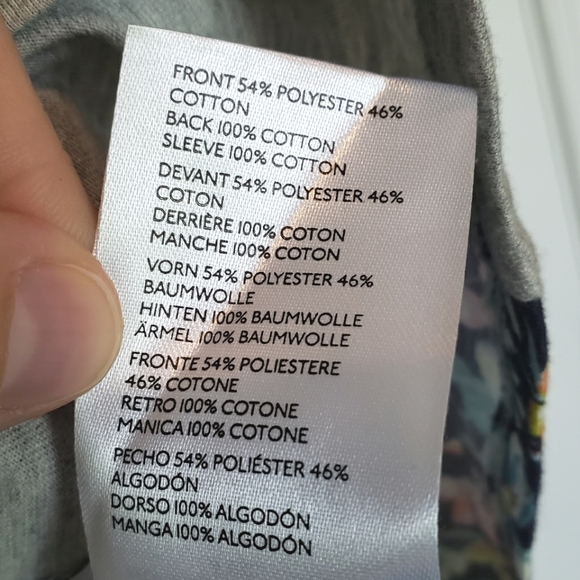 FRONT 54% POLYESTER 46%
COTTON
BACK 100% COTTON
SLEEVE 100% COTTON
DEVANT 54% POLYESTER 46%
COTON
DERRIÈRE 100% COTON
MANCHE 100% COTON
VORN 54% POLYESTER 46%
BAUMWOLLE
HINTEN 100% BAUMWOLLE
ÄRMEL 100% BAUMWOLLE
FRONTE 54% POLIESTERE
46% COTONE
RETRO 100% COTONE
MANICA 100% COTONE
PECHO 54% POLIÉSTER 46%
ALGODÓN
DORSO 100% ALGODÓN
MANGA 100% ALGODÓN